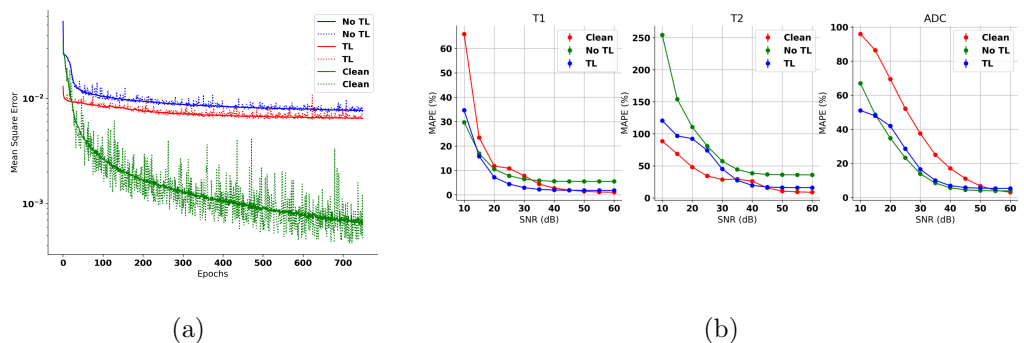 No TL
No TL
TL
TL
Clean
Clean
Mean Square Error
10⁻²
10⁻³
0 100 200 300 400 500 600 700
Epochs
(a)
T1
Clean
No TL
TL
MAPE (%)
60
50
40
30
20
10
0
10 20 30 40 50 60
SNR (dB)
T2
Clean
No TL
TL
MAPE (%)
250
200
150
100
50
0
10 20 30 40 50 60
SNR (dB)
ADC
Clean
No TL
TL
MAPE (%)
100
80
60
40
20
0
10 20 30 40 50 60
SNR (dB)
(b)